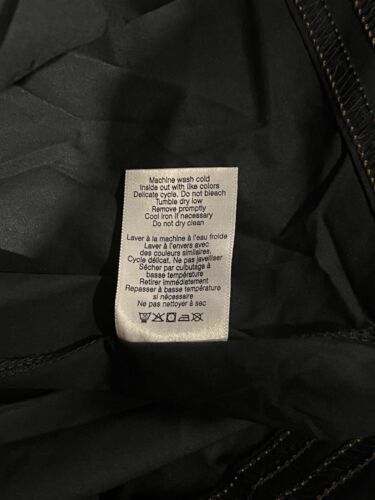 Machine wash cold
Inside out with like colors
Delicate cycle. Do not bleach
Tumble dry low
Remove promptly
Cool iron if necessary
Do not dry clean
Laver à la machine à l'eau froide
Laver à l'envers avec
des couleurs similaires.
Cycle délicat. Ne pas javelliser
Sécher par culbutage à
basse température
Retirer immédiatement
Repasser à basse température
si nécessaire
Ne pas nettoyer à sec